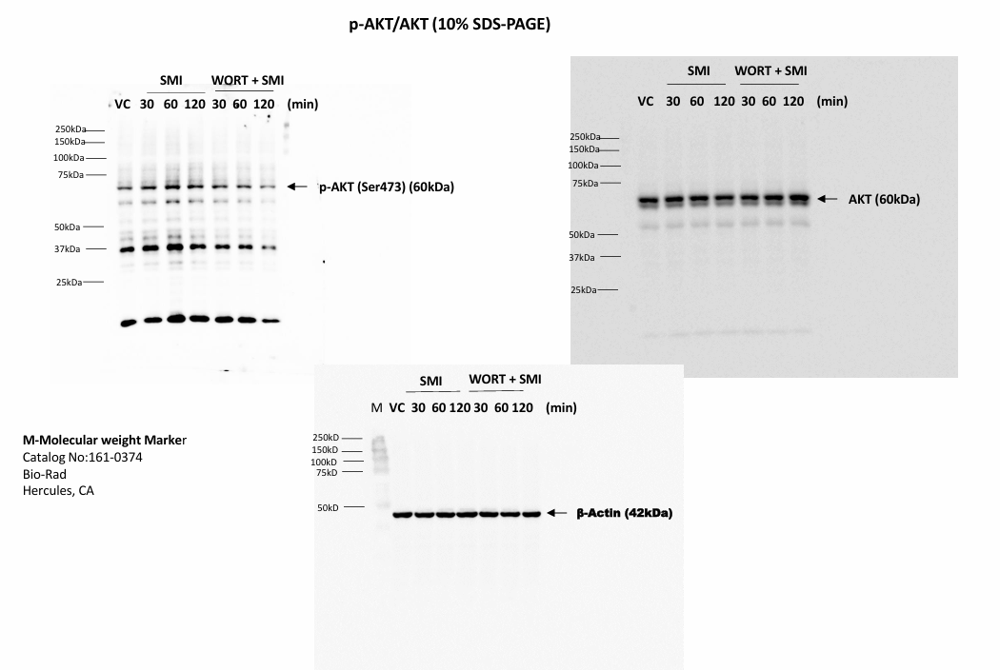 p-AKT/AKT (10% SDS-PAGE)
SMI WORT + SMI
VC 30 60 120 30 60 120 (min)
250kDa
150kDa
100kDa
75kDa
p-AKT (Ser473) (60kDa)
50kDa
37kDa
25kDa
SMI WORT + SMI
VC 30 60 120 30 60 120 (min)
250kDa
150kDa
100kDa
75kDa
AKT (60kDa)
50kDa
37kDa
25kDa
SMI WORT + SMI
M VC 30 60 120 30 60 120 (min)
250kD
150kD
100kD
75kD
50kD
β-Actin (42kDa)
M-Molecular weight Marker
Catalog No:161-0374
Bio-Rad
Hercules, CA